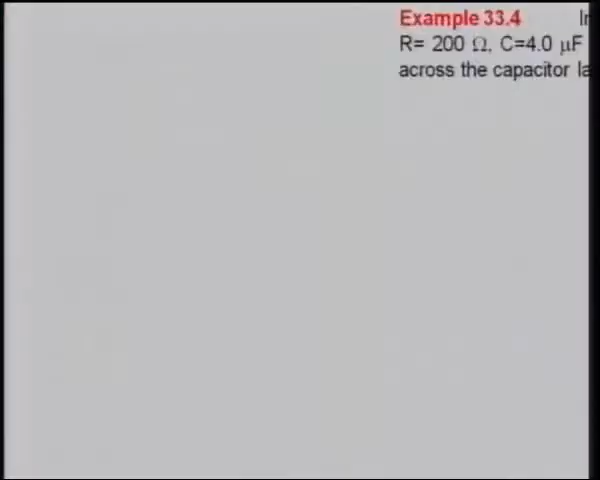 Example 33.4
R= 200 Ω, C=4.0 μF
across the capacitor